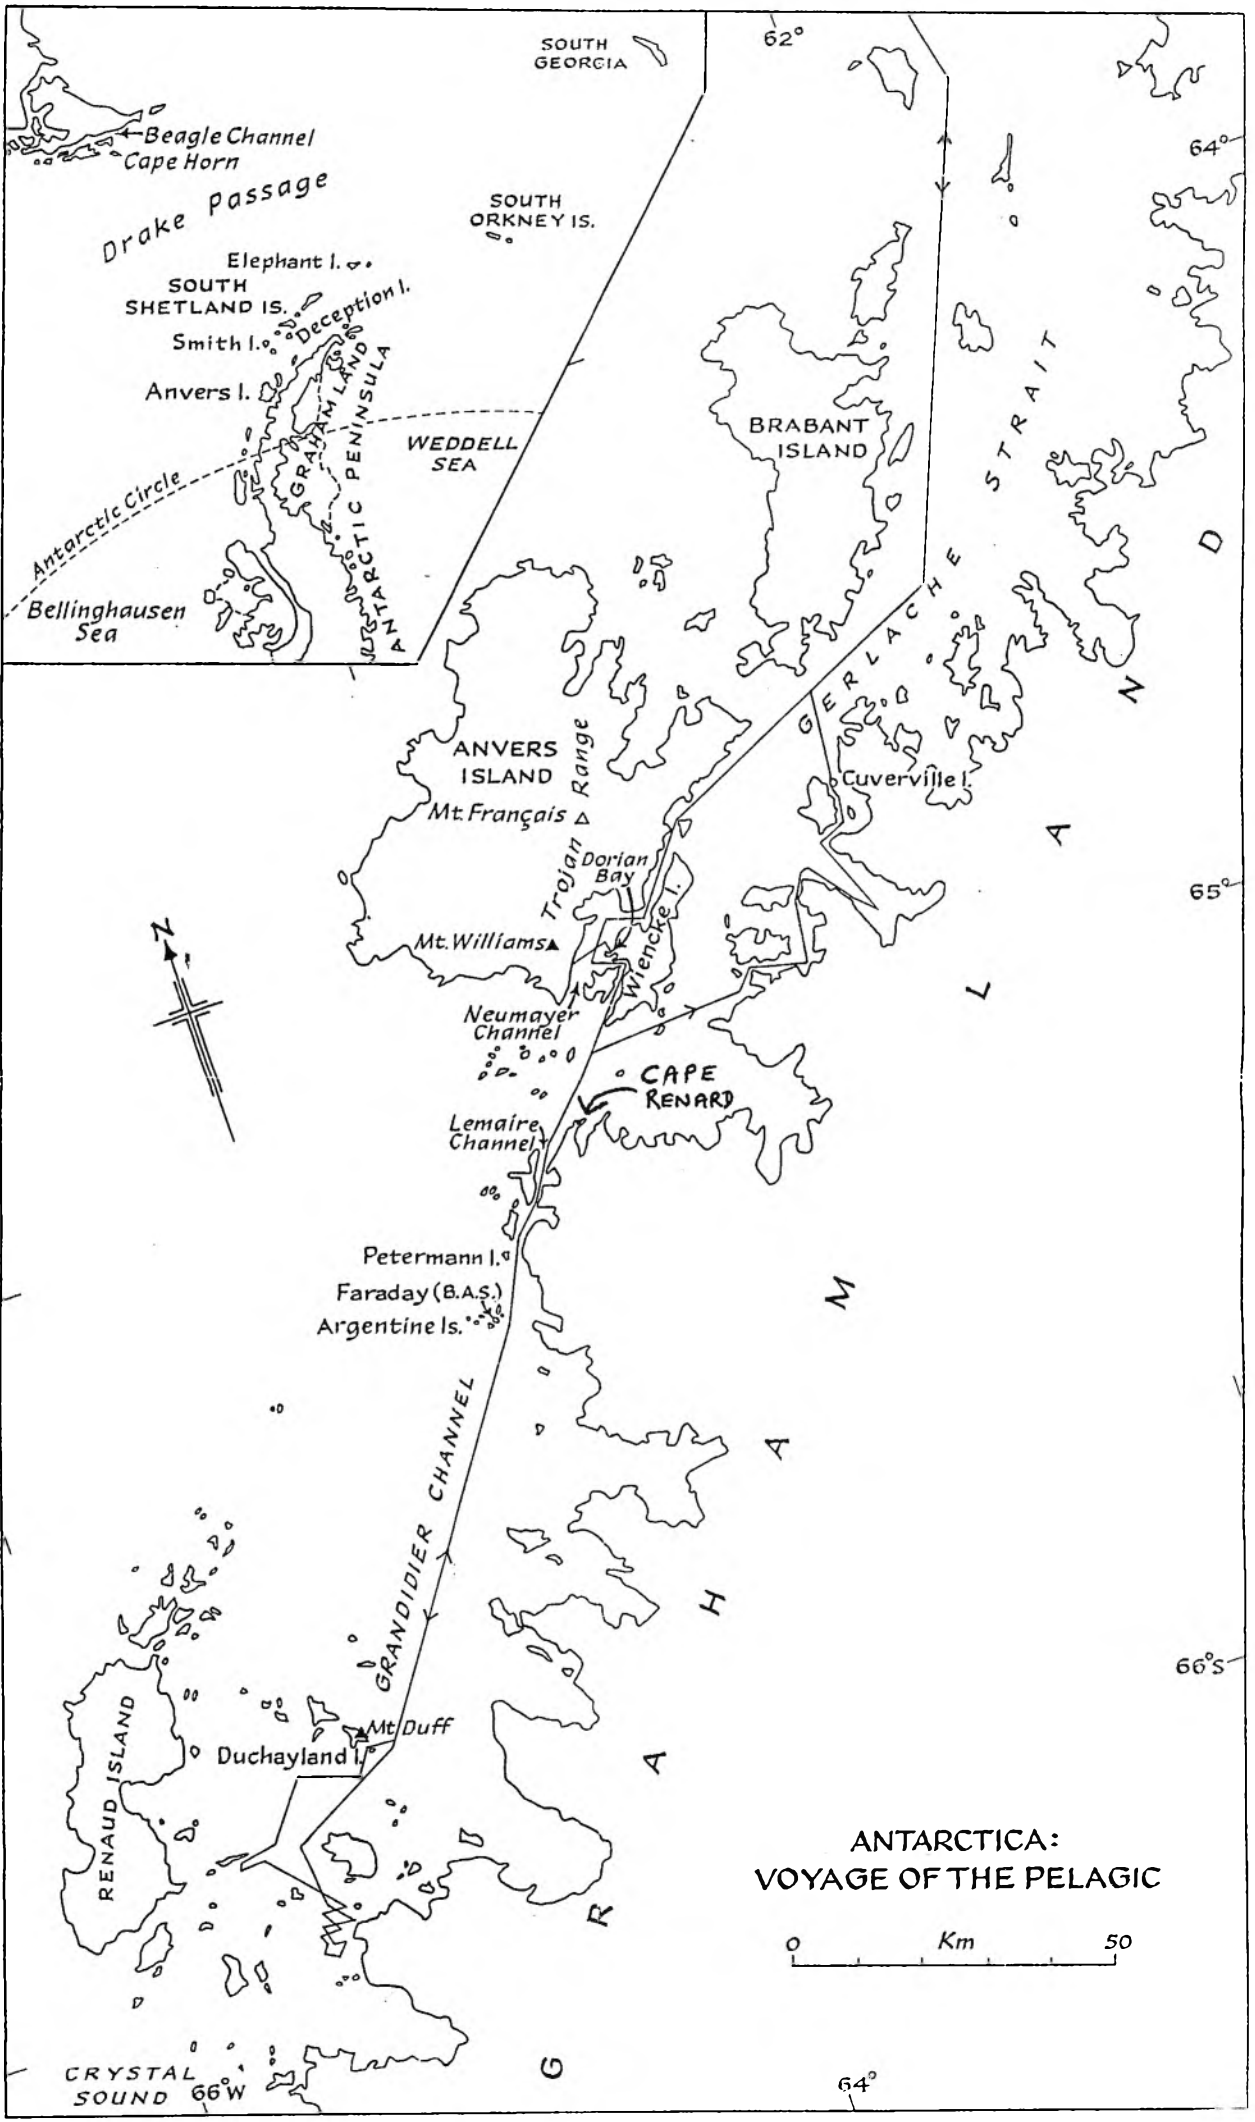 SOUTH
GEORGIA
62°
Beagle Channel
Cape Horn
64°
Drake Passage
SOUTH
ORKNEY IS.
Elephant I.
SOUTH
SHETLAND IS.
Deception I.
Smith I.
Anvers I.
GRAHAM LAND
ANTARCTIC PENINSULA
WEDDELL
SEA
Antarctic Circle
Bellinghausen
Sea
BRABANT
ISLAND
GERLACHE STRAIT
ANVERS
ISLAND
Trojan Range
Mt. Français
Cuverville I.
Dorian
Bay
65°
Mt. Williams
Wiencke I.
N
Neumayer
Channel
CAPE
RENARD
Lemaire
Channel
Petermann I.
Faraday (B.A.S.)
Argentine Is.
GRANDIDIER CHANNEL
66°S
Mt Duff
Duchayland I.
RENAUD ISLAND
GRAHAM LAND
ANTARCTICA:
VOYAGE OF THE PELAGIC
0 Km 50
CRYSTAL
SOUND
66°W
64°